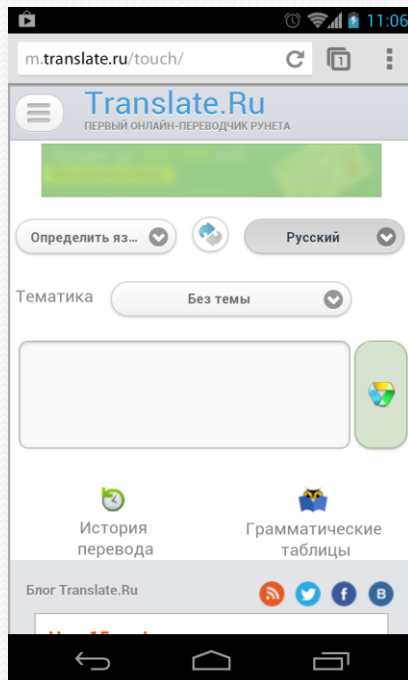 11:06
m.translate.ru/touch/
1
Translate.Ru
ПЕРВЫЙ ОНЛАЙН-ПЕРЕВОДЧИК РУНЕТА
Определить яз...
Русский
Тематика
Без темы
История
перевода
Грамматические
таблицы
Блог Translate.Ru
f
B